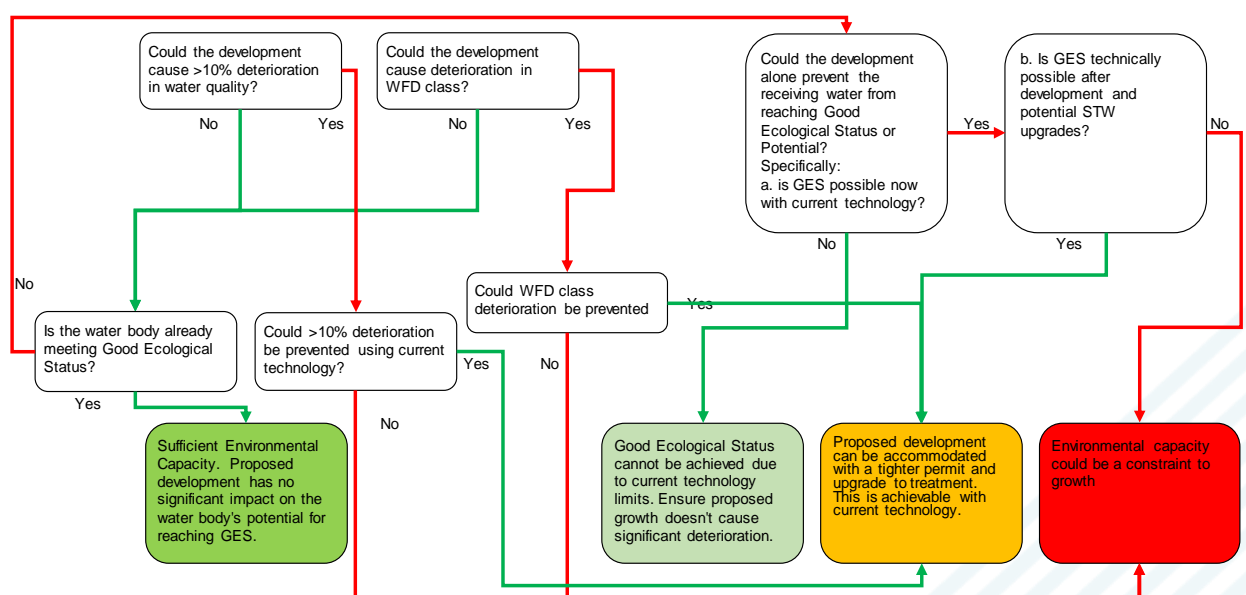 Could the development
cause >10% deterioration
in water quality?
No
Yes
Could the development
cause deterioration in
WFD class?
No
Yes
Could the development
alone prevent the
receiving water from
reaching Good
Ecological Status or
Potential?
Specifically:
a. is GES possible now
with current technology?
Yes
No
b. Is GES technically
possible after
development and
potential STW
upgrades?
No
Yes
No
Is the water body already
meeting Good Ecological
Status?
Yes
Could >10% deterioration
be prevented using current
technology?
Yes
No
Could WFD class
deterioration be prevented
Yes
No
Sufficient Environmental
Capacity. Proposed
development has no
significant impact on the
water body's potential for
reaching GES.
Good Ecological Status
cannot be achieved due
to current technology
limits. Ensure proposed
growth doesn't cause
significant deterioration.
Proposed development
can be accommodated
with a tighter permit and
upgrade to treatment.
This is achievable with
current technology.
Environmental capacity
could be a constraint to
growth